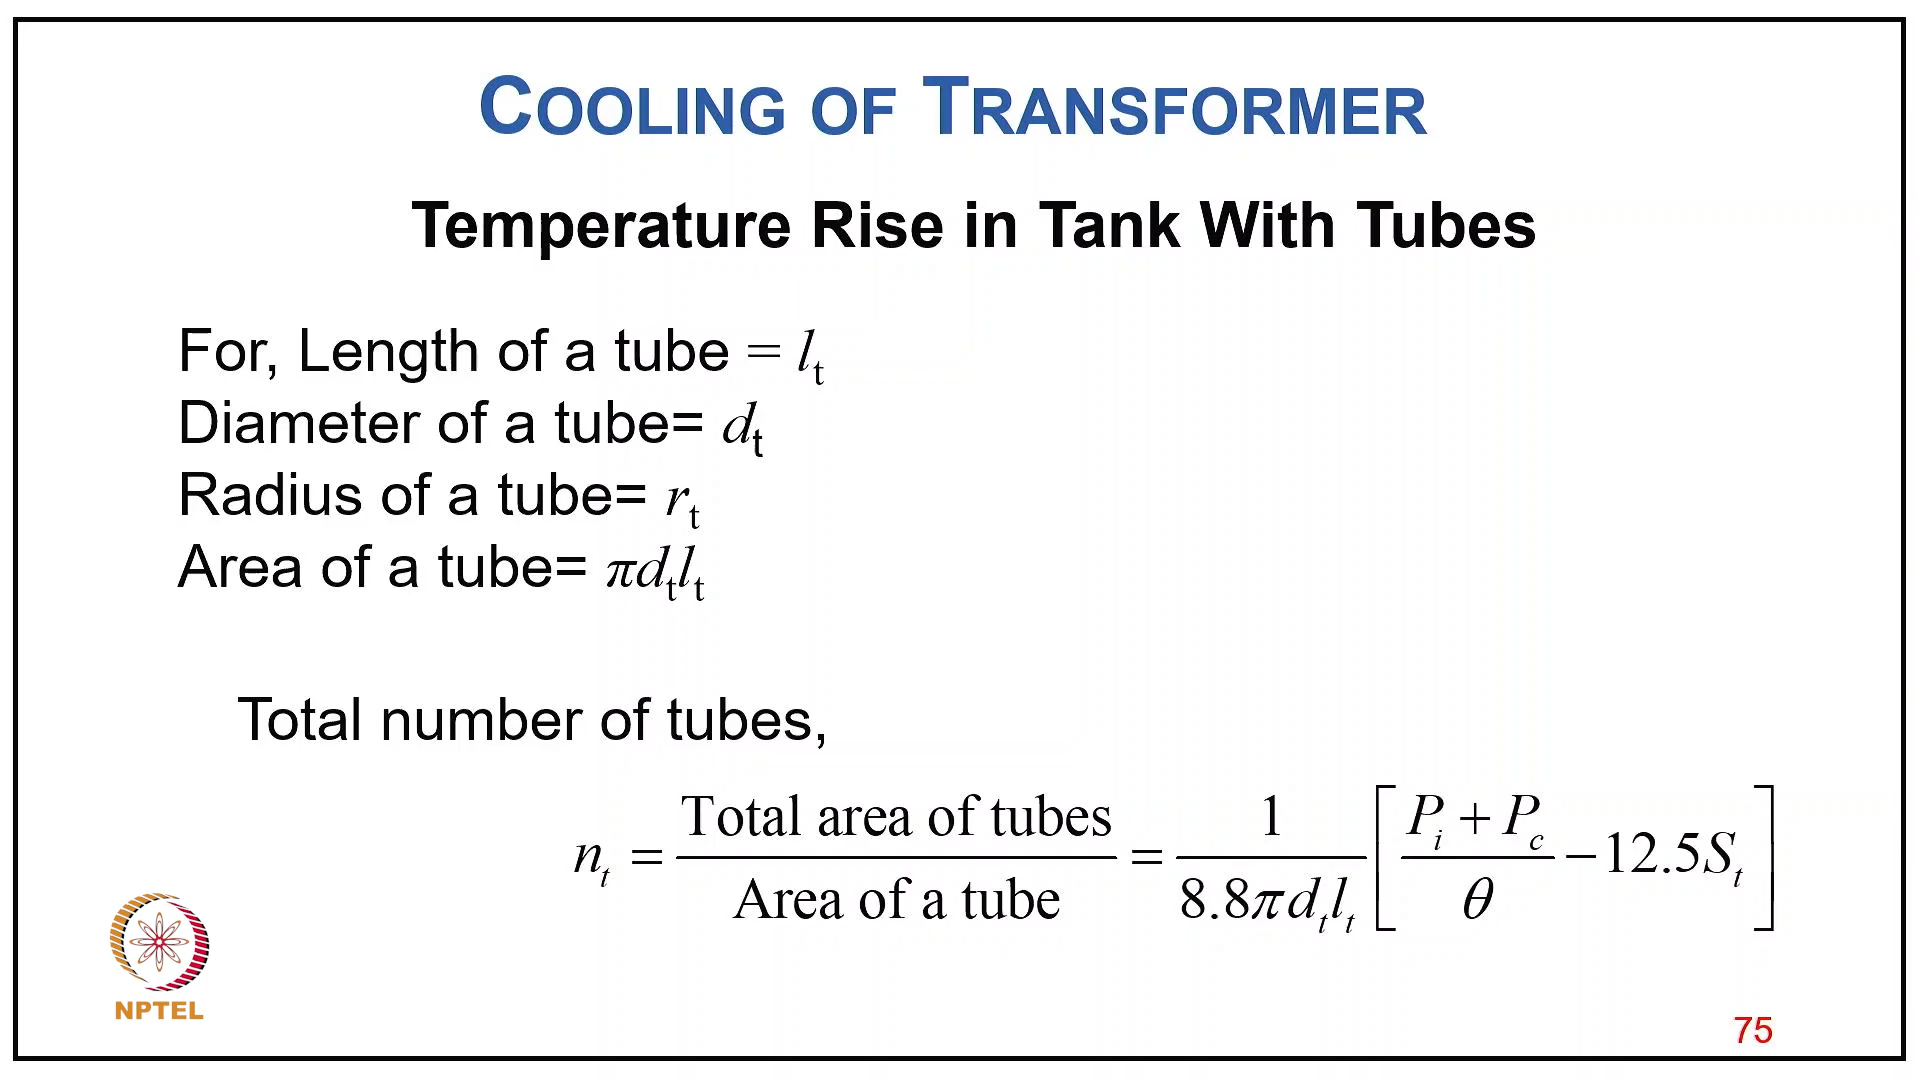 COOLING OF TRANSFORMER
Temperature Rise in Tank With Tubes
For, Length of a tube = lₜ
Diameter of a tube= dₜ
Radius of a tube= rₜ
Area of a tube= πdₜlₜ
Total number of tubes,
nₜ = Total area of tubes / Area of a tube = 1 / 8.8πdₜlₜ [ (Pᵢ + P_c) / θ − 12.5Sₜ ]
NPTEL
75